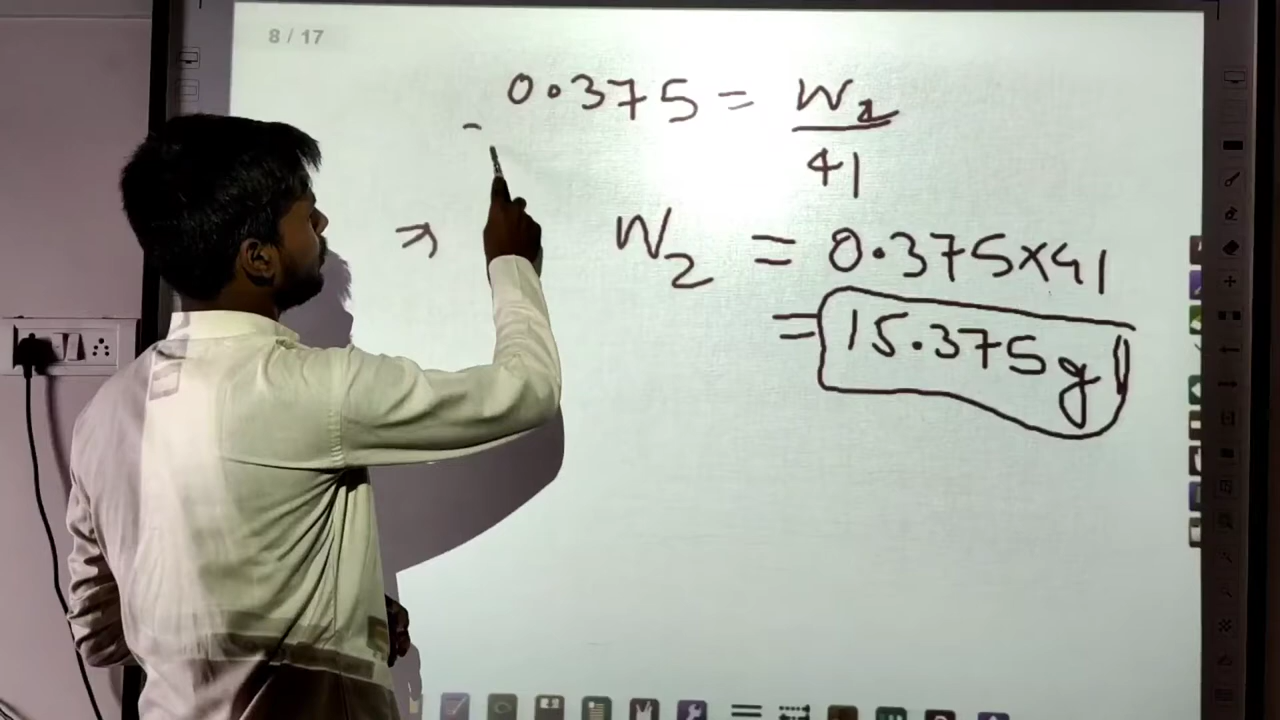 8 / 17
0.375 = W₂
41
⇒ W₂ = 0.375×41
= 15.375g